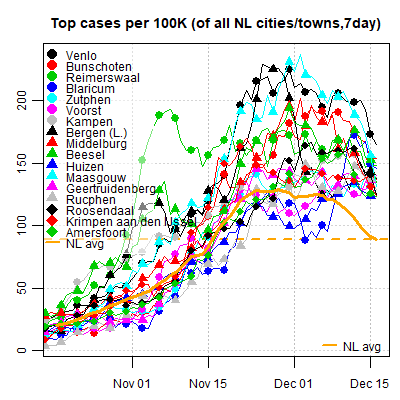 Top cases per 100K (of all NL cities/towns,7day)
Venlo
Bunschoten
Reimerswaal
Blaricum
Zutphen
Voorst
Kampen
Bergen (L.)
Middelburg
Beesel
Huizen
Maasgouw
Geertruidenberg
Rucphen
Roosendaal
Krimpen aan den IJssel
Amersfoort
NL avg
200
150
100
50
0
NL avg
Nov 01 Nov 15 Dec 01 Dec 15